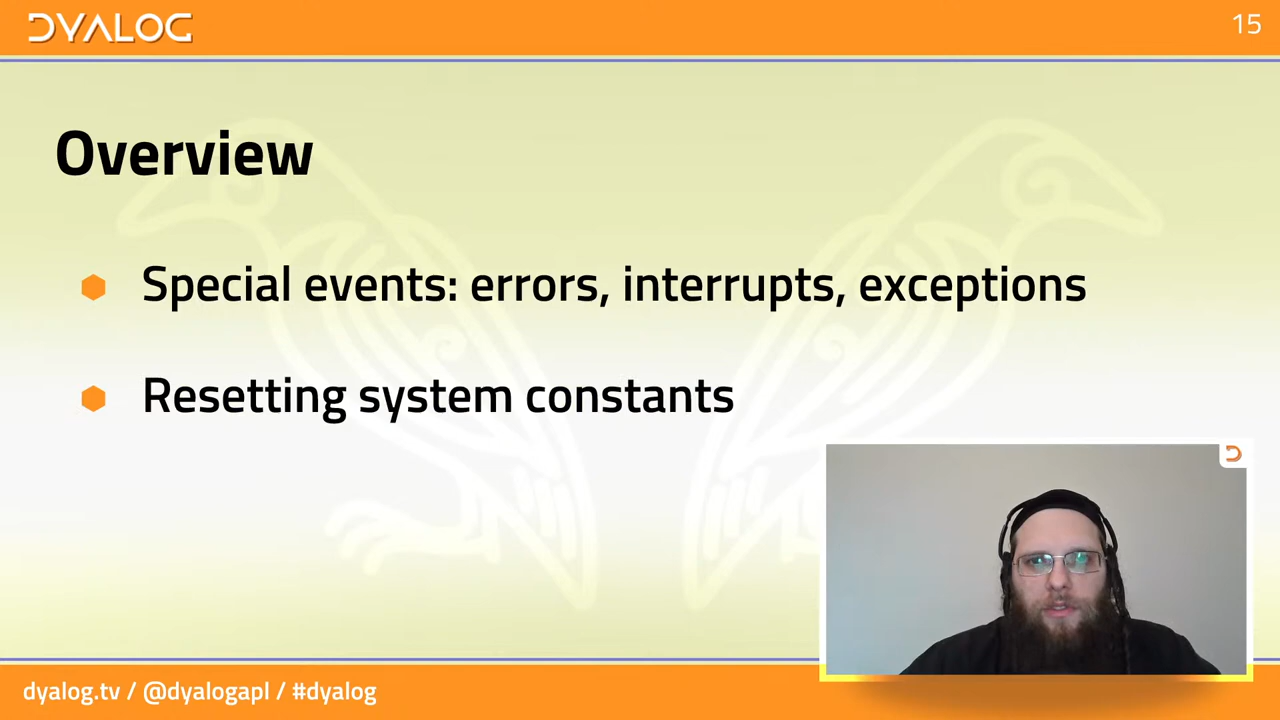 DYALOG
15
Overview
Special events: errors, interrupts, exceptions
Resetting system constants
dyalog.tv / @dyalogapl / #dyalog